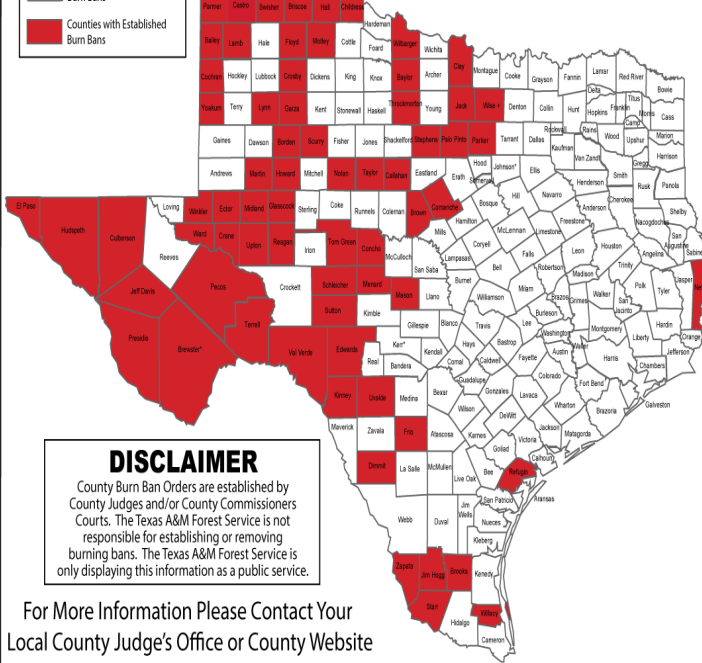 Counties with Established
Burn Bans
Parmer Castro Swisher Briscoe Hall Childress
Hardeman
Bailey Lamb Hale Floyd Motley Cottle Foard Wilbarger Wichita Clay
Montague Cooke Grayson Fannin Lamar Red River Bowie
Cochran Hockley Lubbock Crosby Dickens King Knox Baylor Archer
Delta Titus Morris Cass
Yoakum Terry Lynn Garza Kent Stonewall Haskell Throckmorton Young Jack Wise + Denton Collin Hunt Hopkins Franklin
Camp Marion
Gaines Dawson Borden Scurry Fisher Jones Shackelford Stephens Palo Pinto Parker Tarrant Dallas Rockwall Kaufman Rains Wood Upshur
Van Zandt Gregg Harrison
Andrews Martin Howard Mitchell Nolan Taylor Callahan Eastland Erath Hood Somervell Johnson* Ellis Henderson Smith Rusk Panola
El Paso Hudspeth Culberson Loving Winkler Ector Midland Glasscock Sterling Coke Runnels Coleman Brown Comanche Bosque Hill Navarro Anderson Cherokee Shelby
Hamilton Freestone Nacogdoches
Reeves Ward Crane Upton Reagan Irion Tom Green Concho Mills McLennan Limestone Leon Houston San Augustine
Coryell Falls Angelina
McCulloch San Saba Lampasas Bell Robertson Madison Trinity
Jeff Davis Pecos Crockett Schleicher Menard Burnet Milam Brazos Grimes Walker Polk Tyler Jasper
Mason Llano Williamson San Jacinto
Presidio Brewster* Terrell Sutton Kimble Burleson Hardin
Gillespie Blanco Travis Lee Washington Montgomery Liberty Orange
Val Verde Edwards Kerr* Kendall Hays Bastrop Jefferson
Real Bandera Comal Caldwell Fayette Austin Waller Harris Chambers
Kinney Uvalde Medina Bexar Guadalupe Gonzales Colorado Fort Bend Galveston
Wilson Lavaca Wharton Brazoria
Maverick Zavala Frio Atascosa Karnes DeWitt Jackson Matagorda
Victoria
Goliad Calhoun
Dimmit La Salle McMullen Live Oak Bee Refugio
San Patricio Aransas
Webb Duval Jim Wells Nueces
Kleberg
Zapata Jim Hogg Brooks Kenedy
Starr Hidalgo Willacy
Cameron
DISCLAIMER
County Burn Ban Orders are established by
County Judges and/or County Commissioners
Courts. The Texas A&M Forest Service is not
responsible for establishing or removing
burning bans. The Texas A&M Forest Service is
only displaying this information as a public service.
For More Information Please Contact Your
Local County Judge's Office or County Website